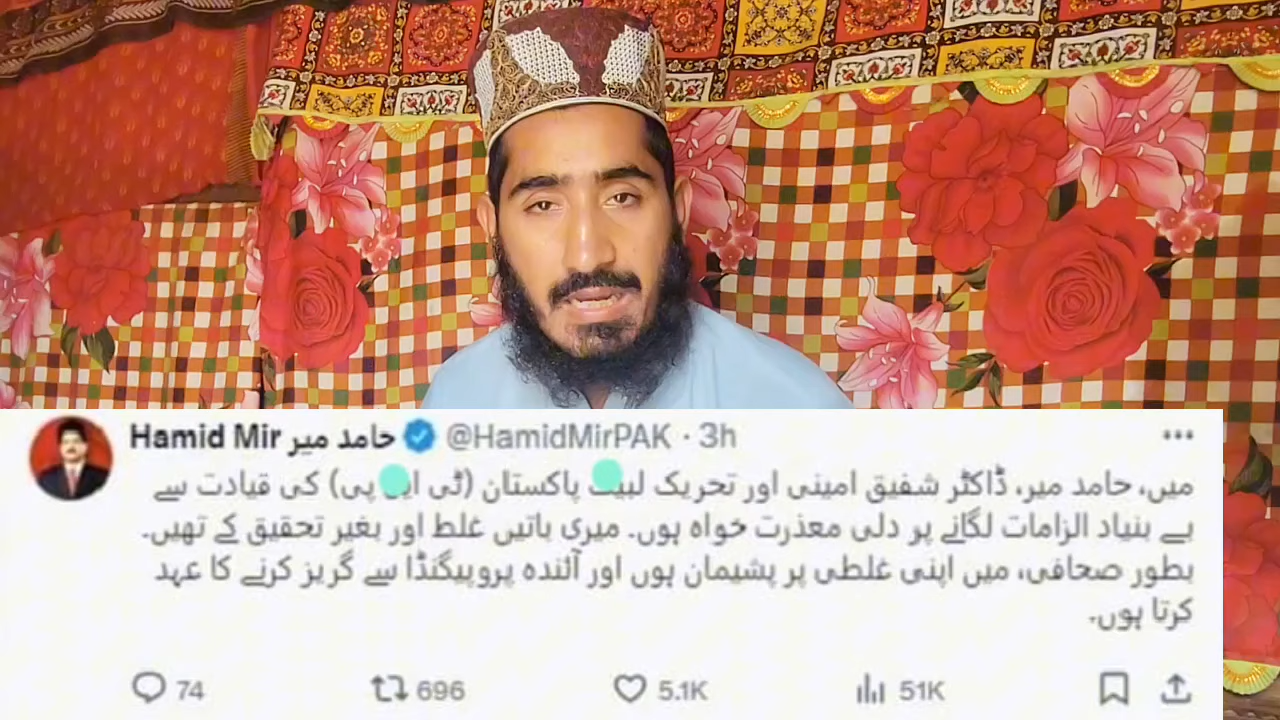 Hamid Mir حامد میر @HamidMirPAK · 3h
میں، حامد میر، ڈاکٹر شفیق امینی اور تحریک پاکستان (ٹی پی) کی قیادت سے
بے بنیاد الزامات لگانے پر دلی معذرت خواہ ہوں۔ میری باتیں غلط اور بغیر تحقیق کے تھیں۔
بطور صحافی، میں اپنی غلطی پر پشیمان ہوں اور آئندہ پروپیگنڈا سے گریز کرنے کا عہد
کرتا ہوں۔
74 696 5.1K 51K